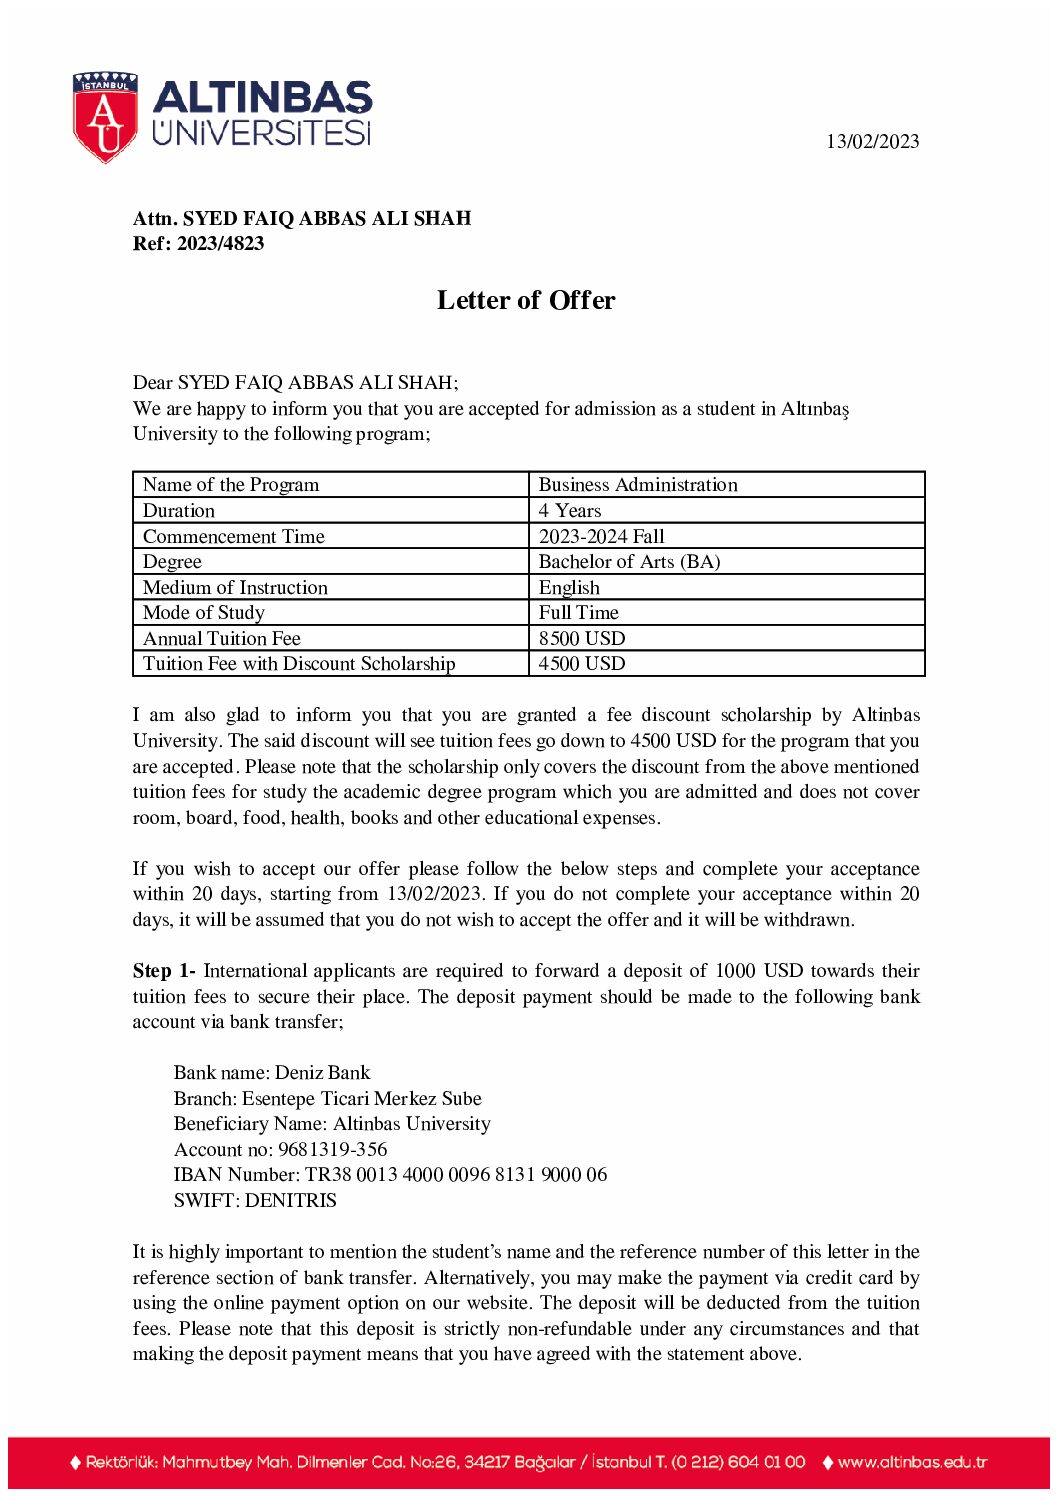 İSTANBUL
AÜ
ALTINBAS
ÜNİVERSİTESİ
13/02/2023
Attn. SYED FAIQ ABBAS ALI SHAH
Ref: 2023/4823
Letter of Offer
Dear SYED FAIQ ABBAS ALI SHAH;
We are happy to inform you that you are accepted for admission as a student in Altınbaş
University to the following program;
Name of the Program Business Administration
Duration 4 Years
Commencement Time 2023-2024 Fall
Degree Bachelor of Arts (BA)
Medium of Instruction English
Mode of Study Full Time
Annual Tuition Fee 8500 USD
Tuition Fee with Discount Scholarship 4500 USD
I am also glad to inform you that you are granted a fee discount scholarship by Altinbas
University. The said discount will see tuition fees go down to 4500 USD for the program that you
are accepted. Please note that the scholarship only covers the discount from the above mentioned
tuition fees for study the academic degree program which you are admitted and does not cover
room, board, food, health, books and other educational expenses.
If you wish to accept our offer please follow the below steps and complete your acceptance
within 20 days, starting from 13/02/2023. If you do not complete your acceptance within 20
days, it will be assumed that you do not wish to accept the offer and it will be withdrawn.
Step 1- International applicants are required to forward a deposit of 1000 USD towards their
tuition fees to secure their place. The deposit payment should be made to the following bank
account via bank transfer;
Bank name: Deniz Bank
Branch: Esentepe Ticari Merkez Sube
Beneficiary Name: Altinbas University
Account no: 9681319-356
IBAN Number: TR38 0013 4000 0096 8131 9000 06
SWIFT: DENITRIS
It is highly important to mention the student’s name and the reference number of this letter in the
reference section of bank transfer. Alternatively, you may make the payment via credit card by
using the online payment option on our website. The deposit will be deducted from the tuition
fees. Please note that this deposit is strictly non-refundable under any circumstances and that
making the deposit payment means that you have agreed with the statement above.
♦ Rektörlük: Mahmutbey Mah. Dilmenler Cad. No:26, 34217 Bağcılar / İstanbul T. (0 212) 604 01 00 ♦ www.altinbas.edu.tr